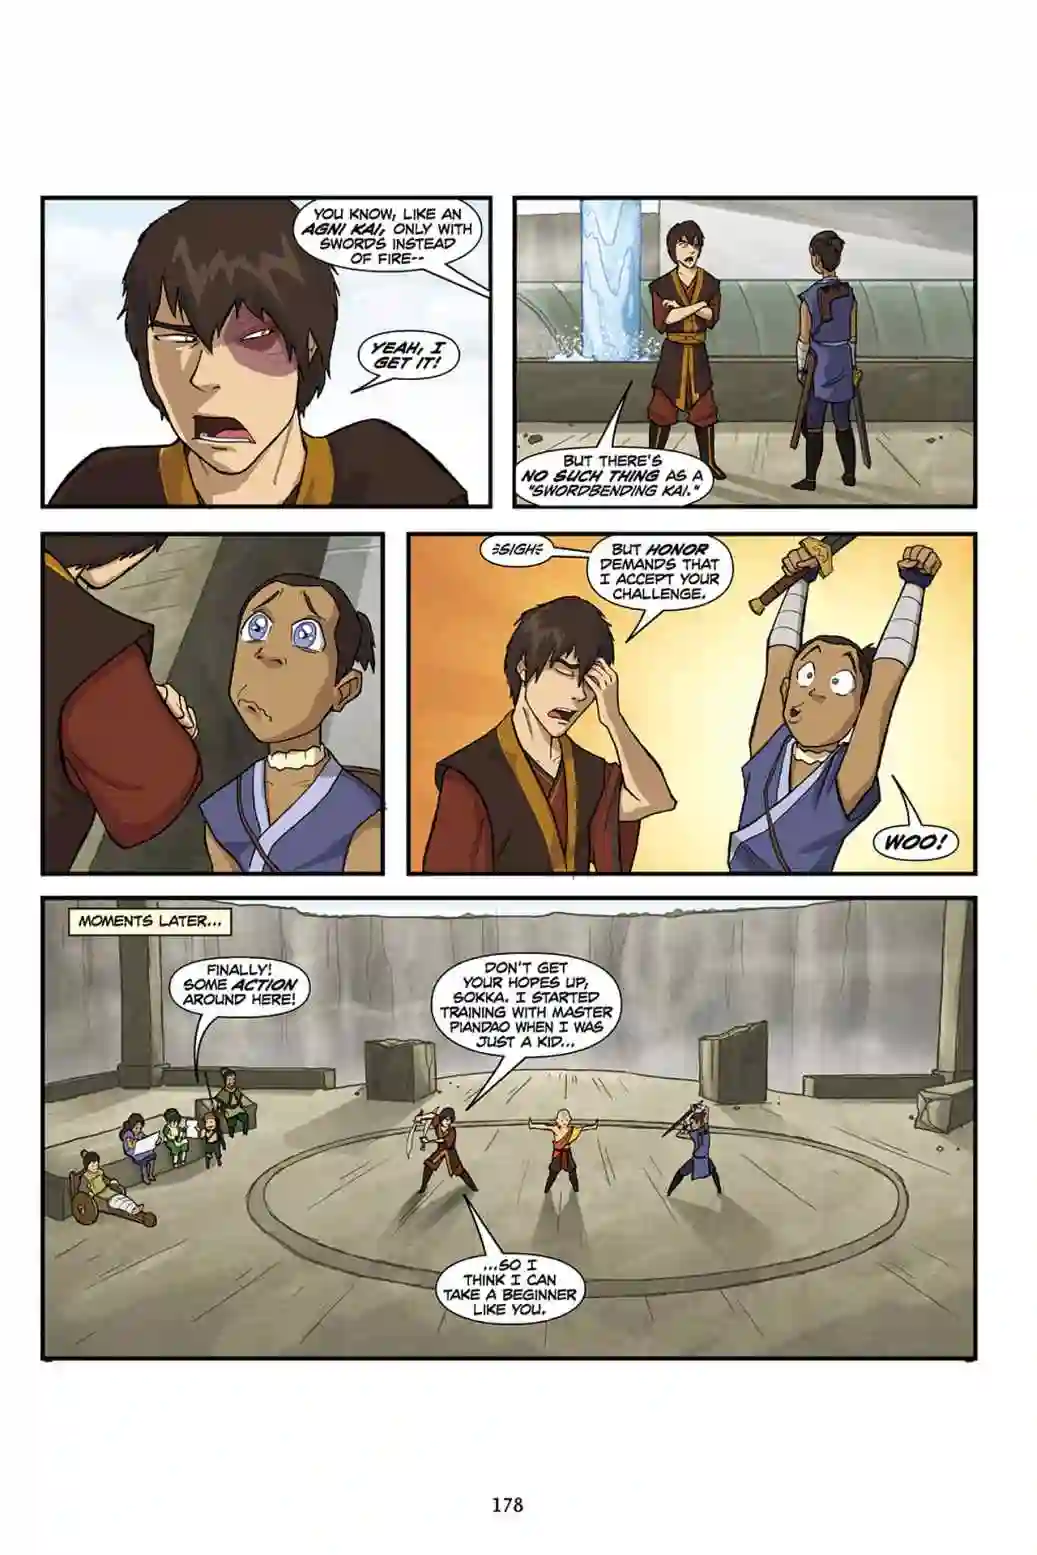 YOU KNOW, LIKE AN
AGNI KAI, ONLY WITH
SWORDS INSTEAD
OF FIRE--
YEAH, I
GET IT!
BUT THERE'S
NO SUCH THING AS A
"SWORDBENDING KAI."
SIGH
BUT HONOR
DEMANDS THAT
I ACCEPT YOUR
CHALLENGE.
WOO!
MOMENTS LATER...
FINALLY!
SOME ACTION
AROUND HERE!
DON'T GET
YOUR HOPES UP,
SOKKA. I STARTED
TRAINING WITH MASTER
PIANDAO WHEN I WAS
JUST A KID...
...SO I
THINK I CAN
TAKE A BEGINNER
LIKE YOU.
178